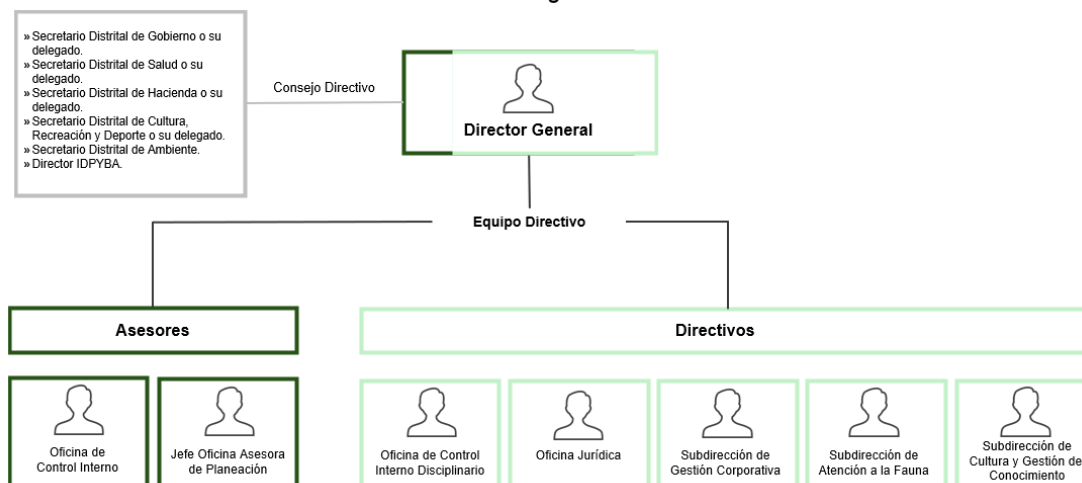 » Secretario Distrital de Gobierno o su
delegado.
» Secretario Distrital de Salud o su
delegado.
» Secretario Distrital de Hacienda o su
delegado.
» Secretario Distrital de Cultura,
Recreación y Deporte o su delegado.
» Secretario Distrital de Ambiente.
» Director IDPYBA.
Consejo Directivo
Director General
Equipo Directivo
Asesores
Directivos
Oficina de
Control Interno
Jefe Oficina Asesora
de Planeación
Oficina de Control
Interno Disciplinario
Oficina Jurídica
Subdirección de
Gestión Corporativa
Subdirección de
Atención a la Fauna
Subdirección de
Cultura y Gestión del
Conocimiento